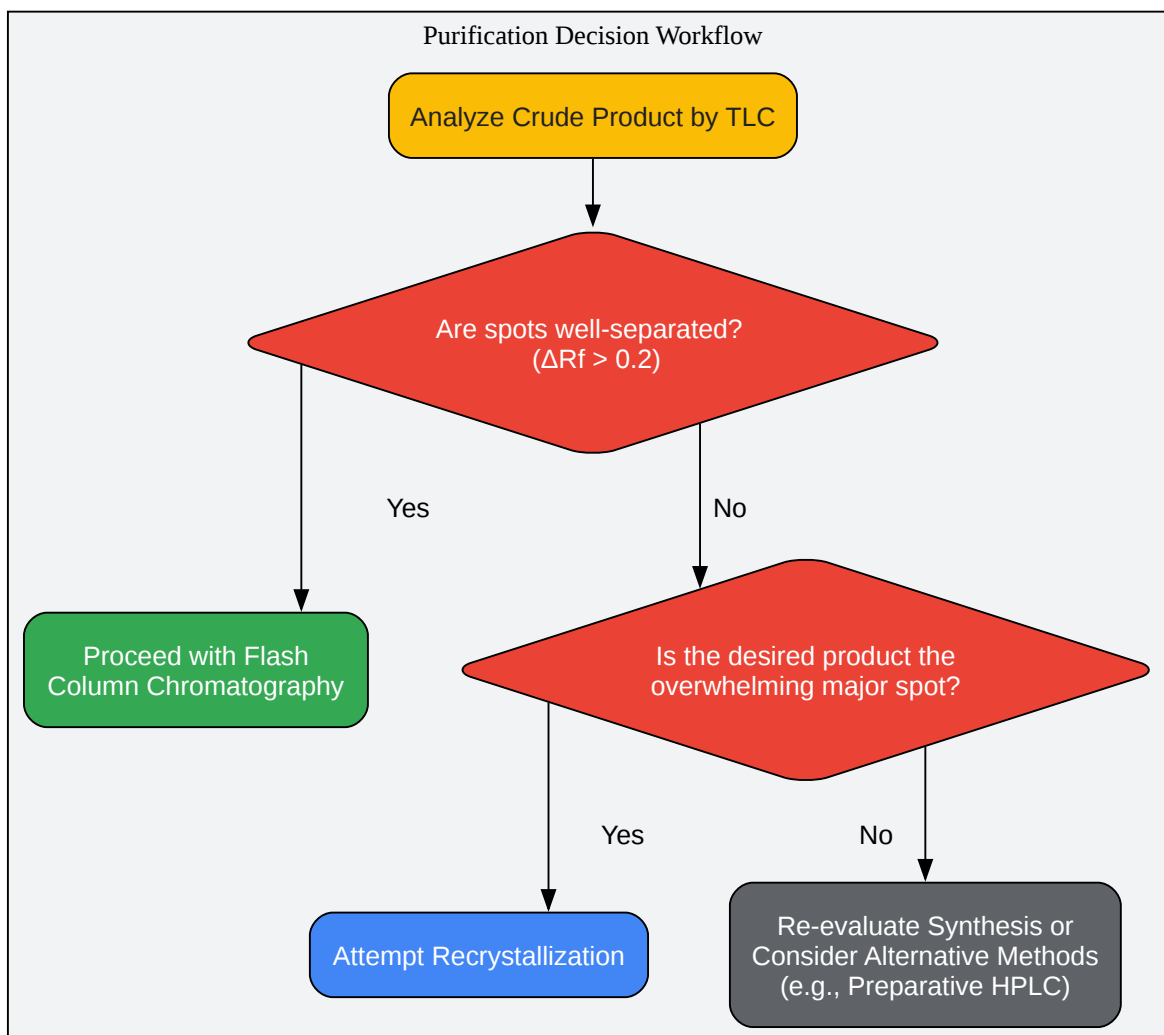 Purification Decision Workflow
Analyze Crude Product by TLC
Are spots well-separated?
(ΔRf > 0.2)
Yes
No
Proceed with Flash
Column Chromatography
Is the desired product the
overwhelming major spot?
Yes
No
Attempt Recrystallization
Re-evaluate Synthesis or
Consider Alternative Methods
(e.g., Preparative HPLC)